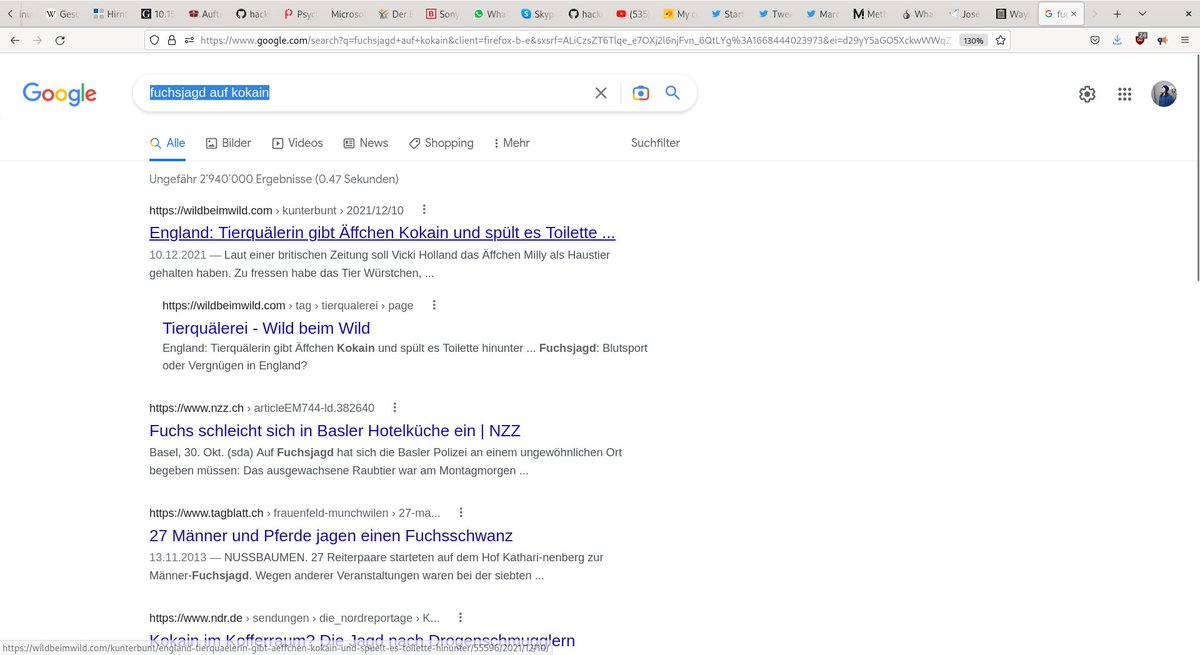 inu
Gesc
Hirnf
10.15
Auftr
hack
Psyc
Microsof
Der E
Sony
What
Skyp
hack
(535)
My c
Start
Twee
Marc
Met
Wha
José
Wayl
fuc
https://www.google.com/search?q=fuchsjagd+auf+kokain&client=firefox-b-e&sxsrf=ALiCzsZT6Tlqe_e7OXj2l6njFvn_6QtLYg%3A1668444023973&ei=d29yY5aGO5XckwWWqZ
130%
24
Google
fuchsjagd auf kokain
Alle
Bilder
Videos
News
Shopping
Mehr
Suchfilter
Ungefähr 2'940'000 Ergebnisse (0.47 Sekunden)
https://wildbeimwild.com › kunterbunt › 2021/12/10
England: Tierquälerin gibt Äffchen Kokain und spült es Toilette ...
10.12.2021 — Laut einer britischen Zeitung soll Vicki Holland das Äffchen Milly als Haustier
gehalten haben. Zu fressen habe das Tier Würstchen, ...
https://wildbeimwild.com › tag › tierqualerei › page
Tierquälerei - Wild beim Wild
England: Tierquälerin gibt Äffchen Kokain und spült es Toilette hinunter ... Fuchsjagd: Blutsport
oder Vergnügen in England?
https://www.nzz.ch › articleEM744-ld.382640
Fuchs schleicht sich in Basler Hotelküche ein | NZZ
Basel, 30. Okt. (sda) Auf Fuchsjagd hat sich die Basler Polizei an einem ungewöhnlichen Ort
begeben müssen: Das ausgewachsene Raubtier war am Montagmorgen ...
https://www.tagblatt.ch › frauenfeld-munchwilen › 27-ma...
27 Männer und Pferde jagen einen Fuchsschwanz
13.11.2013 — NUSSBAUMEN. 27 Reiterpaare starteten auf dem Hof Kathari-nenberg zur
Männer-Fuchsjagd. Wegen anderer Veranstaltungen waren bei der siebten ...
https://www.ndr.de › sendungen › die_nordreportage › K...
Kokain im Kofferraum? Die Jagd nach Drogenschmugglern
https://wildbeimwild.com/kunterbunt/england-tierquaelerin-gibt-aeffchen-kokain-und-spuelt-es-toilette-hinunter/55596/2021/12/10/